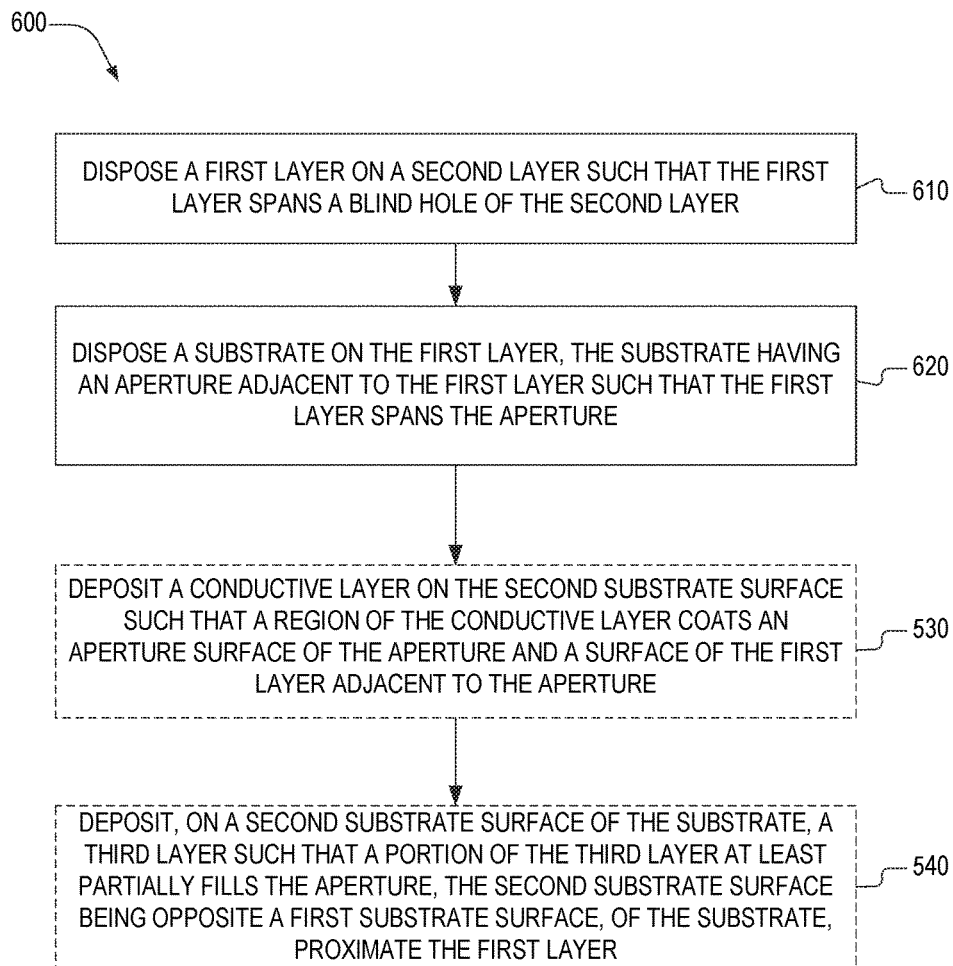 600
DISPOSE A FIRST LAYER ON A SECOND LAYER SUCH THAT THE FIRST
LAYER SPANS A BLIND HOLE OF THE SECOND LAYER
610
DISPOSE A SUBSTRATE ON THE FIRST LAYER, THE SUBSTRATE HAVING
AN APERTURE ADJACENT TO THE FIRST LAYER SUCH THAT THE FIRST
LAYER SPANS THE APERTURE
620
DEPOSIT A CONDUCTIVE LAYER ON THE SECOND SUBSTRATE SURFACE
SUCH THAT A REGION OF THE CONDUCTIVE LAYER COATS AN
APERTURE SURFACE OF THE APERTURE AND A SURFACE OF THE FIRST
LAYER ADJACENT TO THE APERTURE
530
DEPOSIT, ON A SECOND SUBSTRATE SURFACE OF THE SUBSTRATE, A
THIRD LAYER SUCH THAT A PORTION OF THE THIRD LAYER AT LEAST
PARTIALLY FILLS THE APERTURE, THE SECOND SUBSTRATE SURFACE
BEING OPPOSITE A FIRST SUBSTRATE SURFACE, OF THE SUBSTRATE,
PROXIMATE THE FIRST LAYER
540